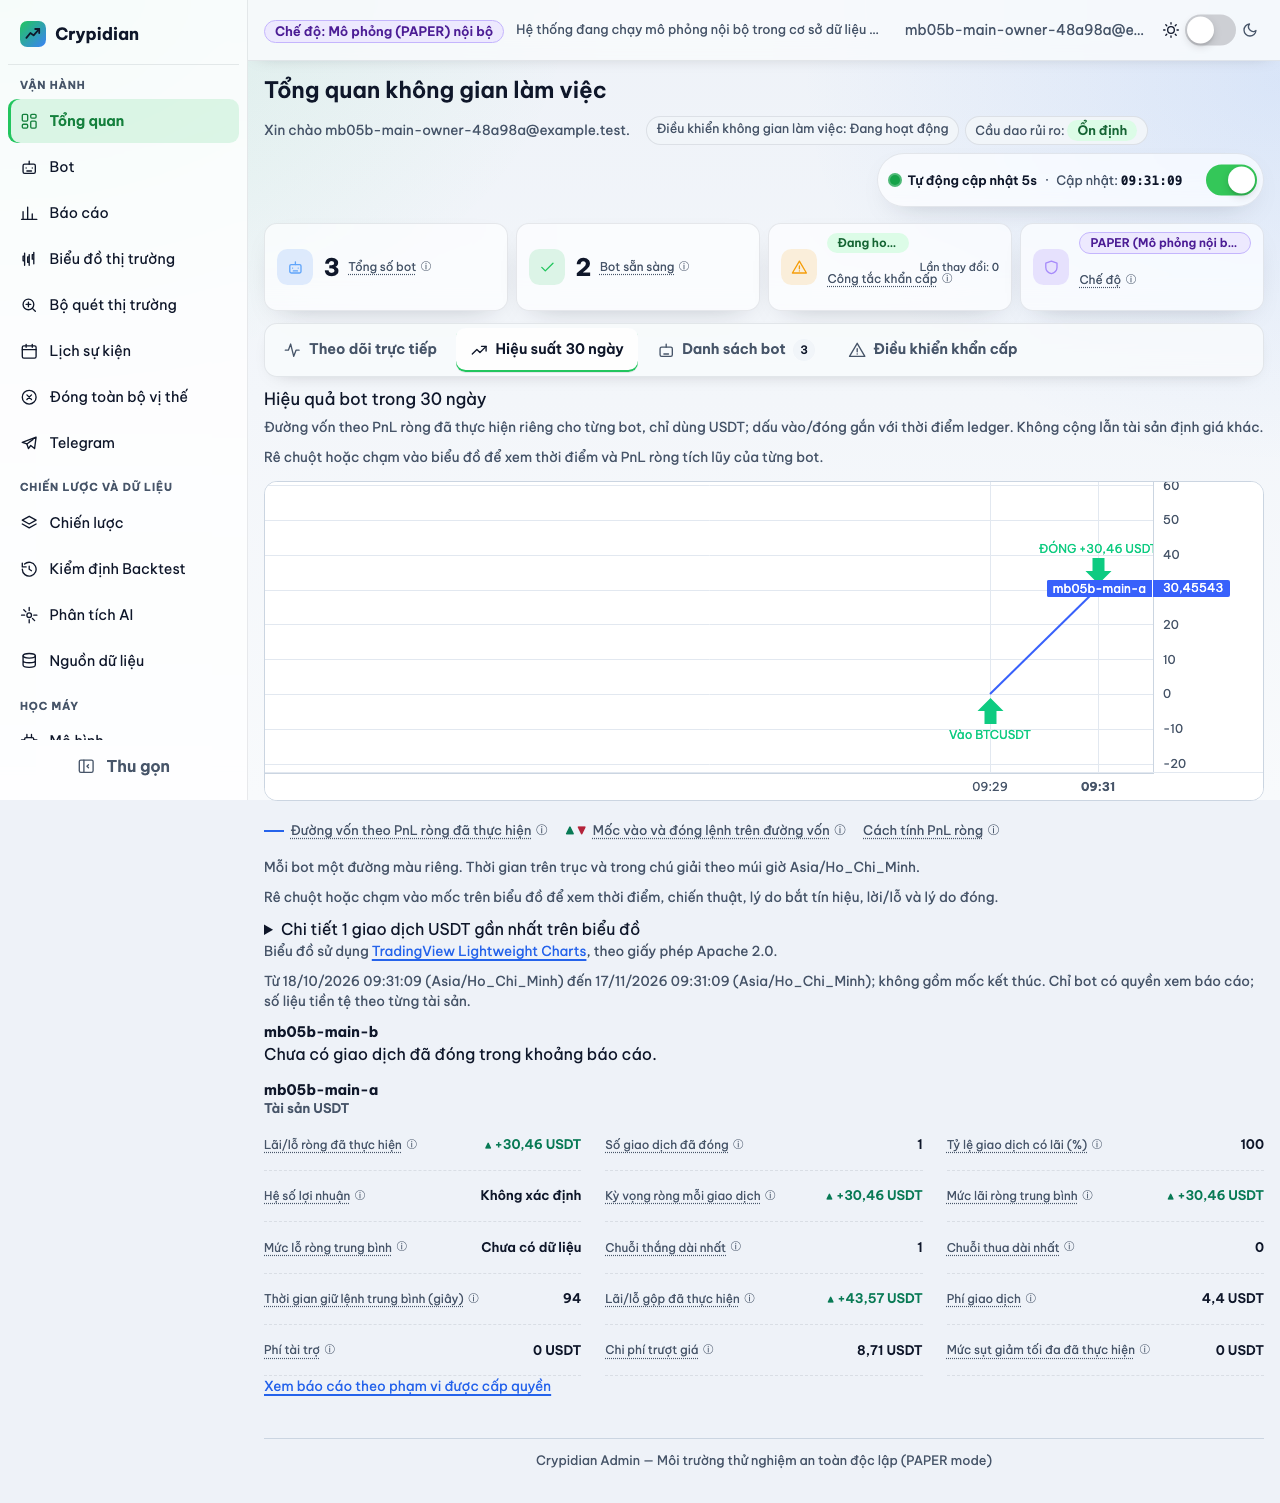 Crypidian
VẬN HÀNH
Tổng quan
Bot
Báo cáo
Biểu đồ thị trường
Bộ quét thị trường
Lịch sự kiện
Đóng toàn bộ vị thế
Telegram
CHIẾN LƯỢC VÀ DỮ LIỆU
Chiến lược
Kiểm định Backtest
Phân tích AI
Nguồn dữ liệu
HỌC MÁY
Mô hình
Thu gọn
Chế độ: Mô phỏng (PAPER) nội bộ
Hệ thống đang chạy mô phỏng nội bộ trong cơ sở dữ liệu ...
mb05b-main-owner-48a98a@e...
Tổng quan không gian làm việc
Xin chào mb05b-main-owner-48a98a@example.test.
Điều khiển không gian làm việc: Đang hoạt động
Cầu dao rủi ro: Ổn định
Tự động cập nhật 5s · Cập nhật: 09:31:09
3 Tổng số bot
2 Bot sẵn sàng
Đang ho...
Lần thay đổi: 0
Công tắc khẩn cấp
PAPER (Mô phỏng nội b...
Chế độ
Theo dõi trực tiếp
Hiệu suất 30 ngày
Danh sách bot 3
Điều khiển khẩn cấp
Hiệu quả bot trong 30 ngày
Đường vốn theo PnL ròng đã thực hiện riêng cho từng bot, chỉ dùng USDT; dấu vào/đóng gắn với thời điểm ledger. Không cộng lẫn tài sản định giá khác.
Rê chuột hoặc chạm vào biểu đồ để xem thời điểm và PnL ròng tích lũy của từng bot.
60
50
ĐÓNG +30,46 USDT
40
mb05b-main-a 30,45543
20
10
0
-10
Vào BTCUSDT
-20
09:29
09:31
Đường vốn theo PnL ròng đã thực hiện
Mốc vào và đóng lệnh trên đường vốn
Cách tính PnL ròng
Mỗi bot một đường màu riêng. Thời gian trên trục và trong chú giải theo múi giờ Asia/Ho_Chi_Minh.
Rê chuột hoặc chạm vào mốc trên biểu đồ để xem thời điểm, chiến thuật, lý do bắt tín hiệu, lời/lỗ và lý do đóng.
Chi tiết 1 giao dịch USDT gần nhất trên biểu đồ
Biểu đồ sử dụng TradingView Lightweight Charts, theo giấy phép Apache 2.0.
Từ 18/10/2026 09:31:09 (Asia/Ho_Chi_Minh) đến 17/11/2026 09:31:09 (Asia/Ho_Chi_Minh); không gồm mốc kết thúc. Chỉ bot có quyền xem báo cáo;
số liệu tiền tệ theo từng tài sản.
mb05b-main-b
Chưa có giao dịch đã đóng trong khoảng báo cáo.
mb05b-main-a
Tài sản USDT
Lãi/lỗ ròng đã thực hiện ▲ +30,46 USDT
Số giao dịch đã đóng 1
Tỷ lệ giao dịch có lãi (%) 100
Hệ số lợi nhuận Không xác định
Kỳ vọng ròng mỗi giao dịch ▲ +30,46 USDT
Mức lãi ròng trung bình ▲ +30,46 USDT
Mức lỗ ròng trung bình Chưa có dữ liệu
Chuỗi thắng dài nhất 1
Chuỗi thua dài nhất 0
Thời gian giữ lệnh trung bình (giây) 94
Lãi/lỗ gộp đã thực hiện ▲ +43,57 USDT
Phí giao dịch 4,4 USDT
Phí tài trợ 0 USDT
Chi phí trượt giá 8,71 USDT
Mức sụt giảm tối đa đã thực hiện 0 USDT
Xem báo cáo theo phạm vi được cấp quyền
Crypidian Admin — Môi trường thử nghiệm an toàn độc lập (PAPER mode)